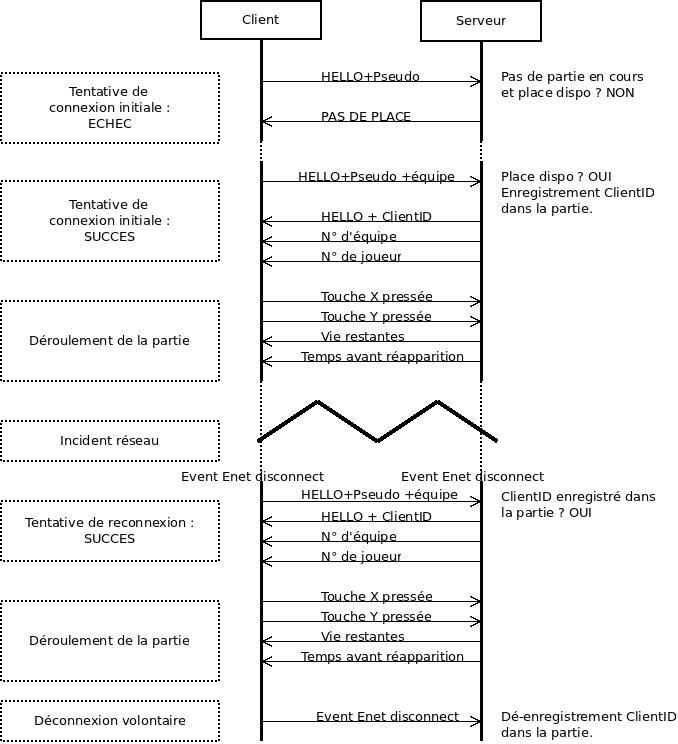 Client
Serveur
HELLO+Pseudo
Pas de partie en cours
et place dispo ? NON
Tentative de
connexion initiale :
ECHEC
PAS DE PLACE
HELLO+Pseudo +équipe
Place dispo ? OUI
Enregistrement ClientID
dans la partie.
Tentative de
connexion initiale :
SUCCES
HELLO + ClientID
N° d'équipe
N° de joueur
Touche X pressée
Touche Y pressée
Vie restantes
Temps avant réapparition
Déroulement de la partie
Incident réseau
Event Enet disconnect
Event Enet disconnect
HELLO+Pseudo +équipe
ClientID enregistré dans
la partie ? OUI
Tentative de reconnexion :
SUCCES
HELLO + ClientID
N° d'équipe
N° de joueur
Touche X pressée
Touche Y pressée
Vie restantes
Temps avant réapparition
Déroulement de la partie
Déconnexion volontaire
Event Enet disconnect
Dé-enregistrement ClientID
dans la partie.